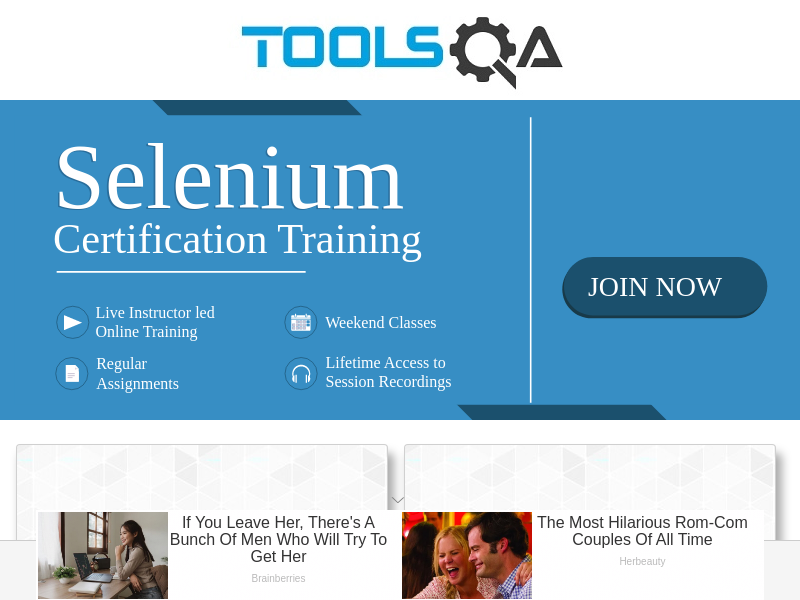 TOOLSQA
Selenium
Certification Training
Live Instructor led
Online Training
Weekend Classes
Regular
Assignments
Lifetime Access to
Session Recordings
JOIN NOW
If You Leave Her, There's A
Bunch Of Men Who Will Try To
Get Her
Brainberries
The Most Hilarious Rom-Com
Couples Of All Time
Herbeauty